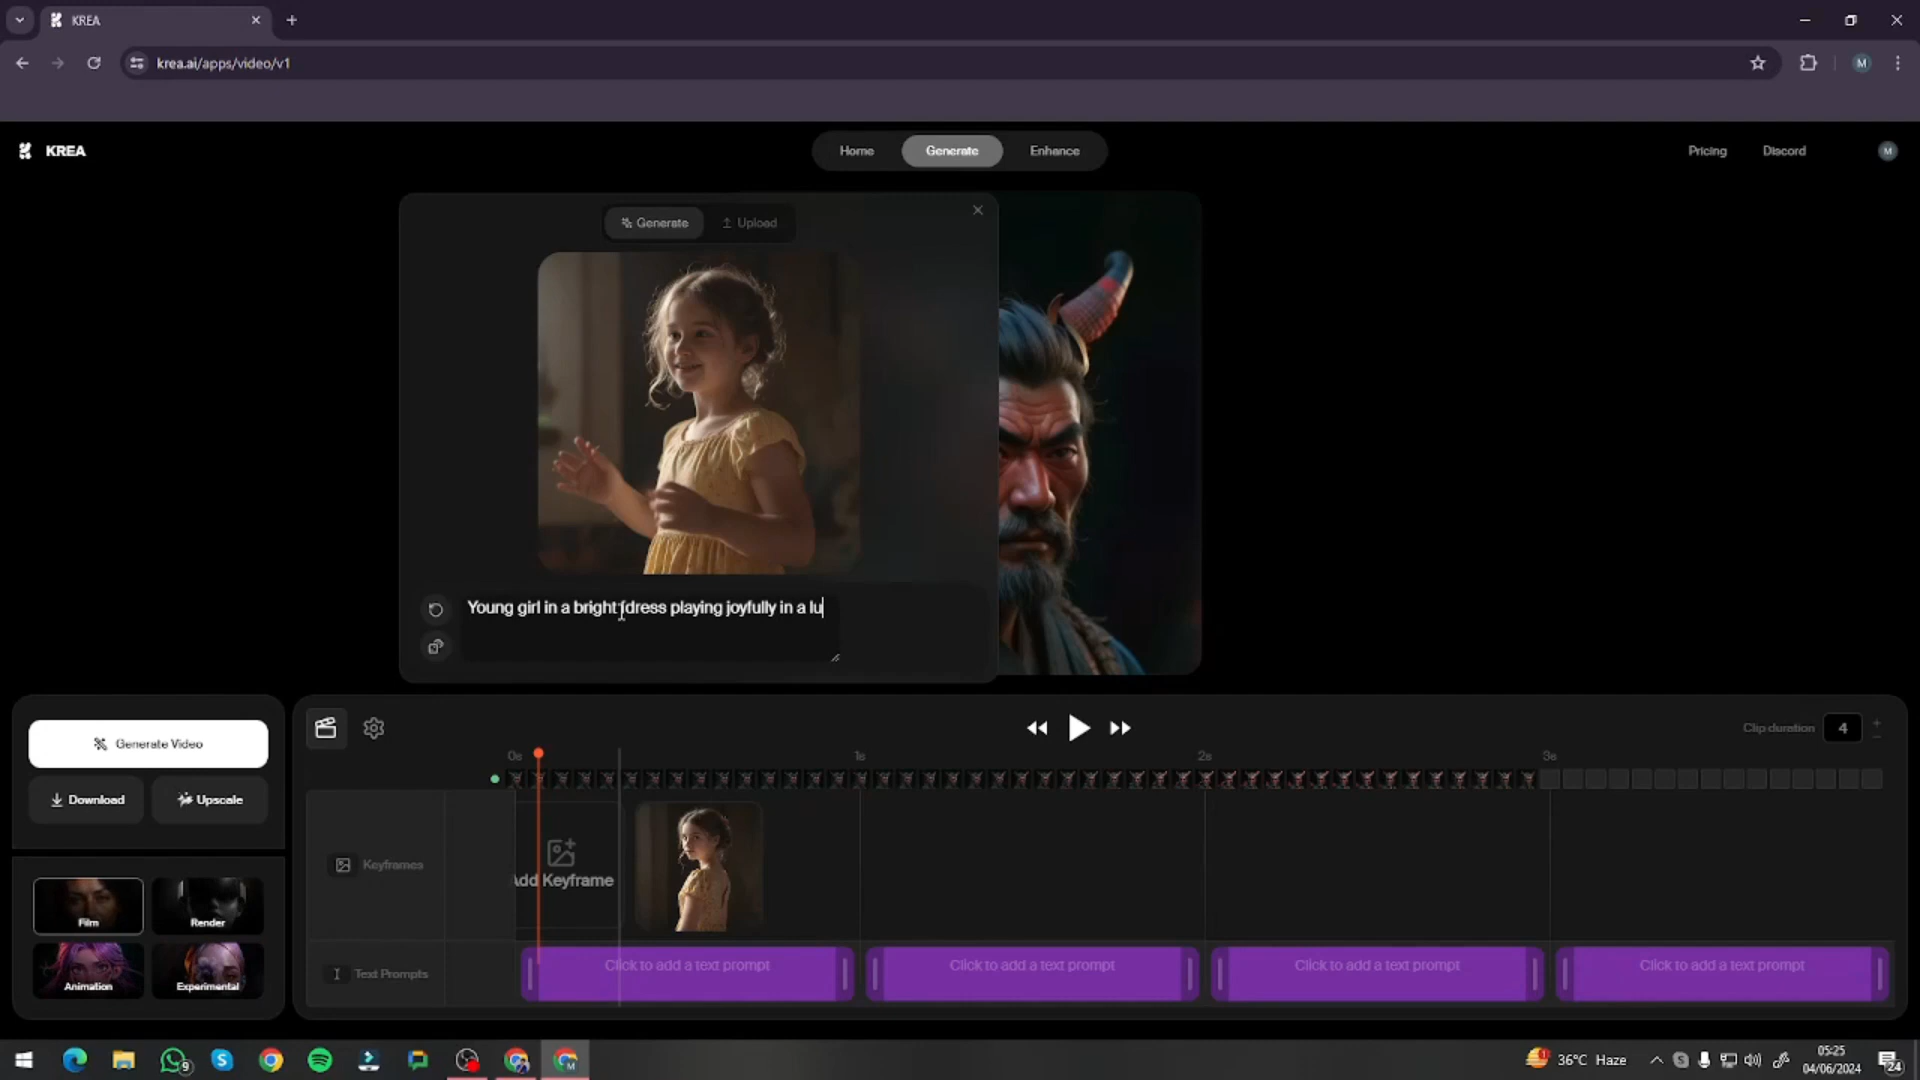 KREA
krea.ai/apps/video/v1
M
KREA
Home
Generate
Enhance
Pricing
Discord
M
Generate
Upload
Young girl in a bright dress playing joyfully in a lu
Generate Video
Download
Upscale
Film
Render
Animation
Experimental
Clip duration
4
0s
1s
2s
3s
Keyframes
Add Keyframe
Text Prompts
Click to add a text prompt
Click to add a text prompt
Click to add a text prompt
Click to add a text prompt
9
M
1
36°C Haze
05:25
04/06/2024
24